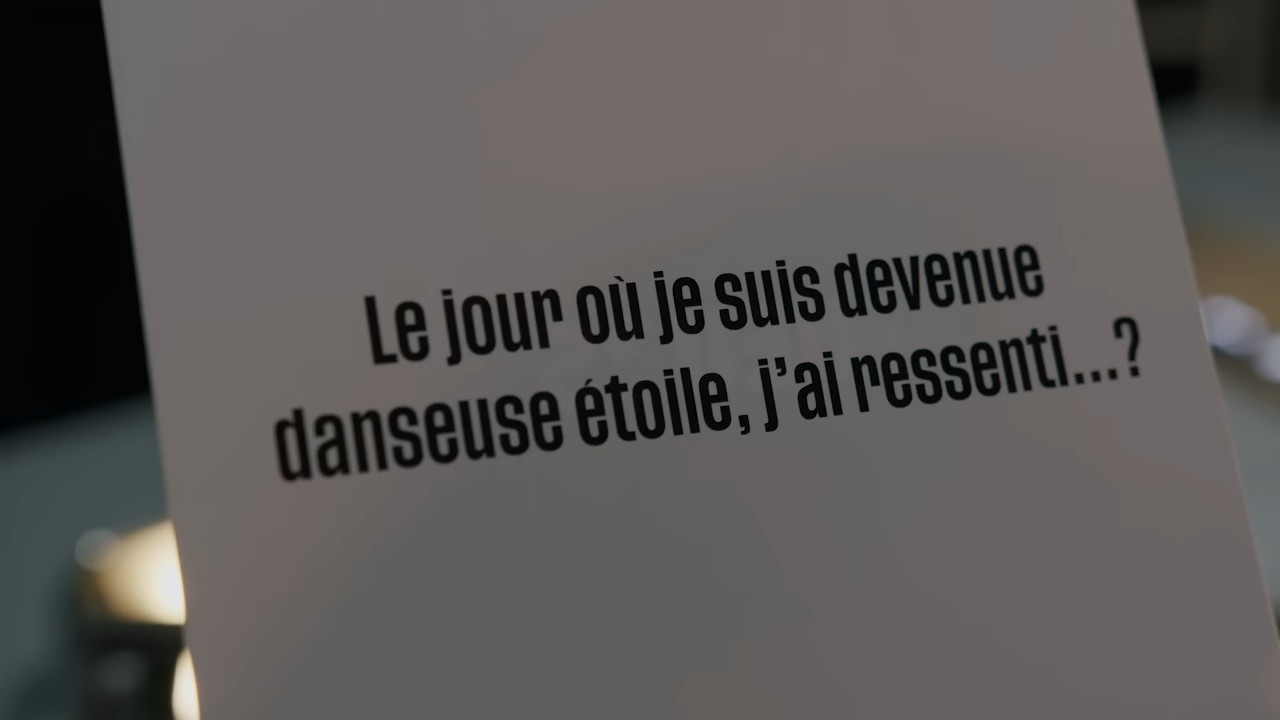 Le jour où je suis devenue
danseuse étoile, j’ai ressenti...?